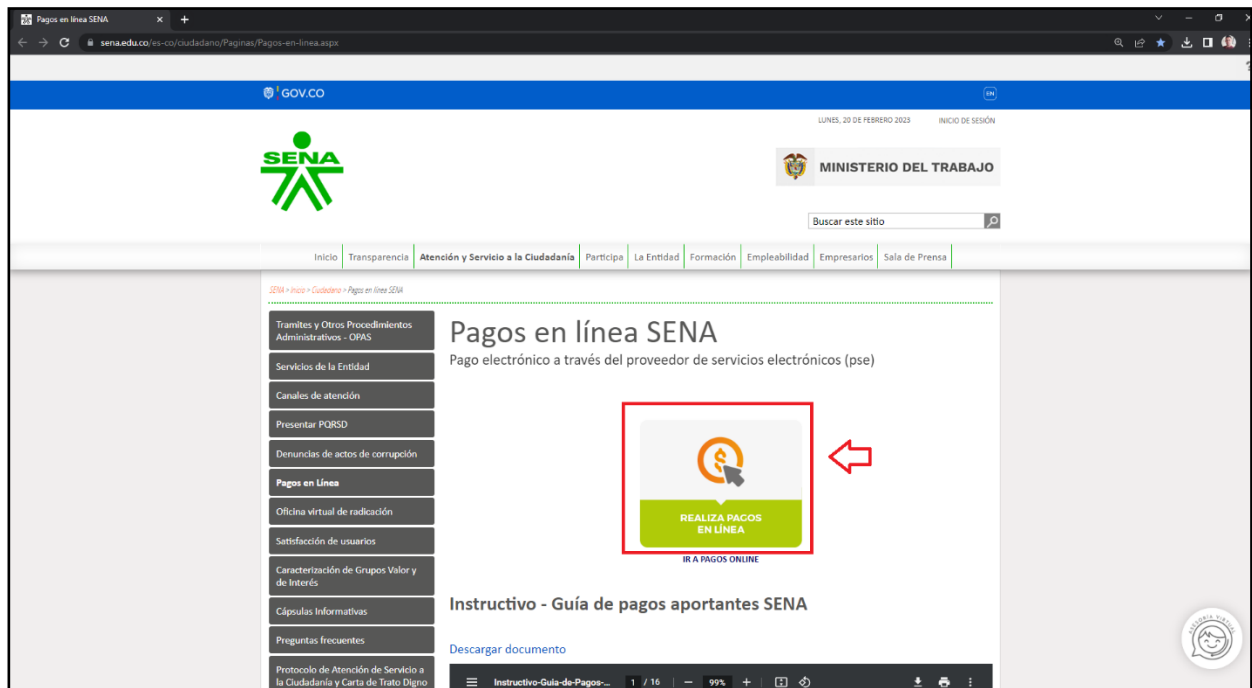 Pagos en línea SENA
sena.edu.co/es-co/ciudadano/Paginas/Pagos-en-linea.aspx
GOV.CO
EN
LUNES, 20 DE FEBRERO 2023
INICIO DE SESIÓN
SENA
MINISTERIO DEL TRABAJO
Buscar este sitio
Inicio Transparencia Atención y Servicio a la Ciudadanía Participa La Entidad Formación Empleabilidad Empresarios Sala de Prensa
SENA > Inicio > Ciudadano > Pagos en línea SENA
Tramites y Otros Procedimientos
Administrativos - OPAS
Servicios de la Entidad
Canales de atención
Presentar PQRSD
Denuncias de actos de corrupción
Pagos en Línea
Oficina virtual de radicación
Satisfacción de usuarios
Caracterización de Grupos Valor y
de Interés
Cápsulas Informativas
Preguntas frecuentes
Protocolo de Atención de Servicio a
la Ciudadanía y Carta de Trato Digno
Pagos en línea SENA
Pago electrónico a través del proveedor de servicios electrónicos (pse)
$
REALIZA PAGOS
EN LÍNEA
IR A PAGOS ONLINE
Instructivo - Guía de pagos aportantes SENA
Descargar documento
Instructivo-Guia-de-Pagos-... 1 / 16 99%
ASESORÍA VIRTUAL